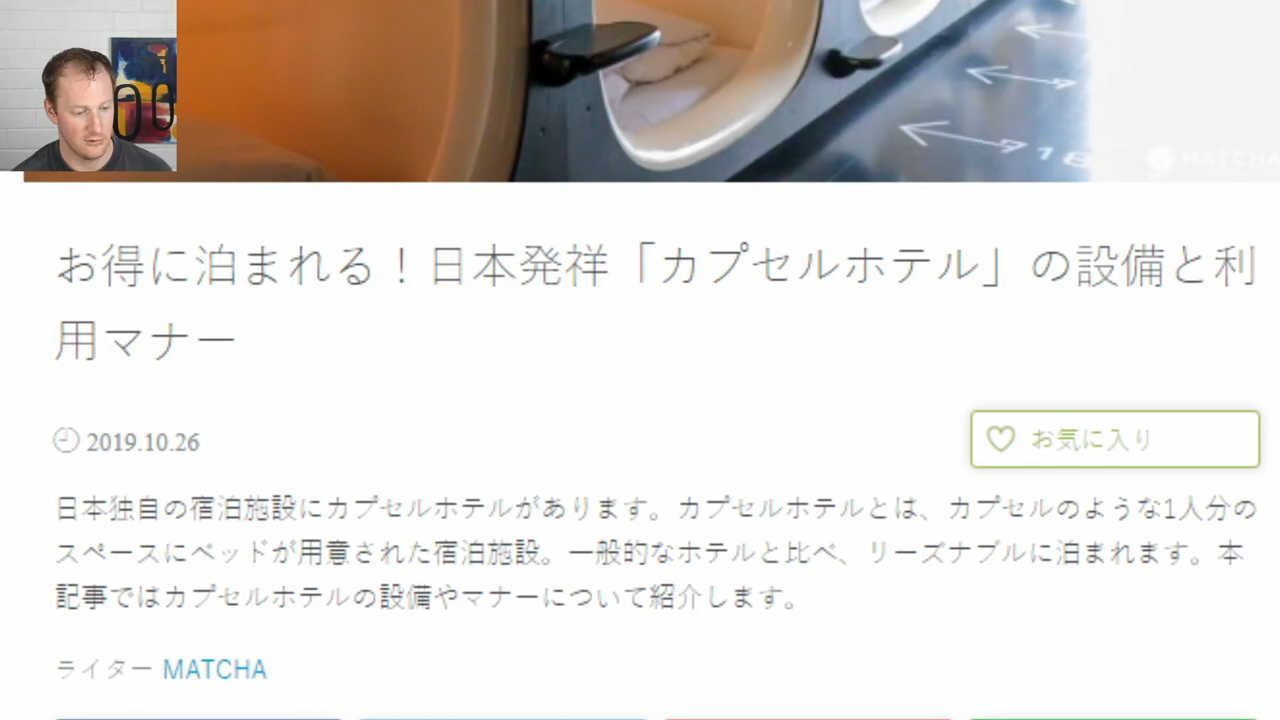 16
MATCHA
お得に泊まれる！日本発祥「カプセルホテル」の設備と利
用マナー
2019.10.26
お気に入り
日本独自の宿泊施設にカプセルホテルがあります。カプセルホテルとは、カプセルのような1人分の
スペースにベッドが用意された宿泊施設。一般的なホテルと比べ、リーズナブルに泊まれます。本
記事ではカプセルホテルの設備やマナーについて紹介します。
ライター MATCHA